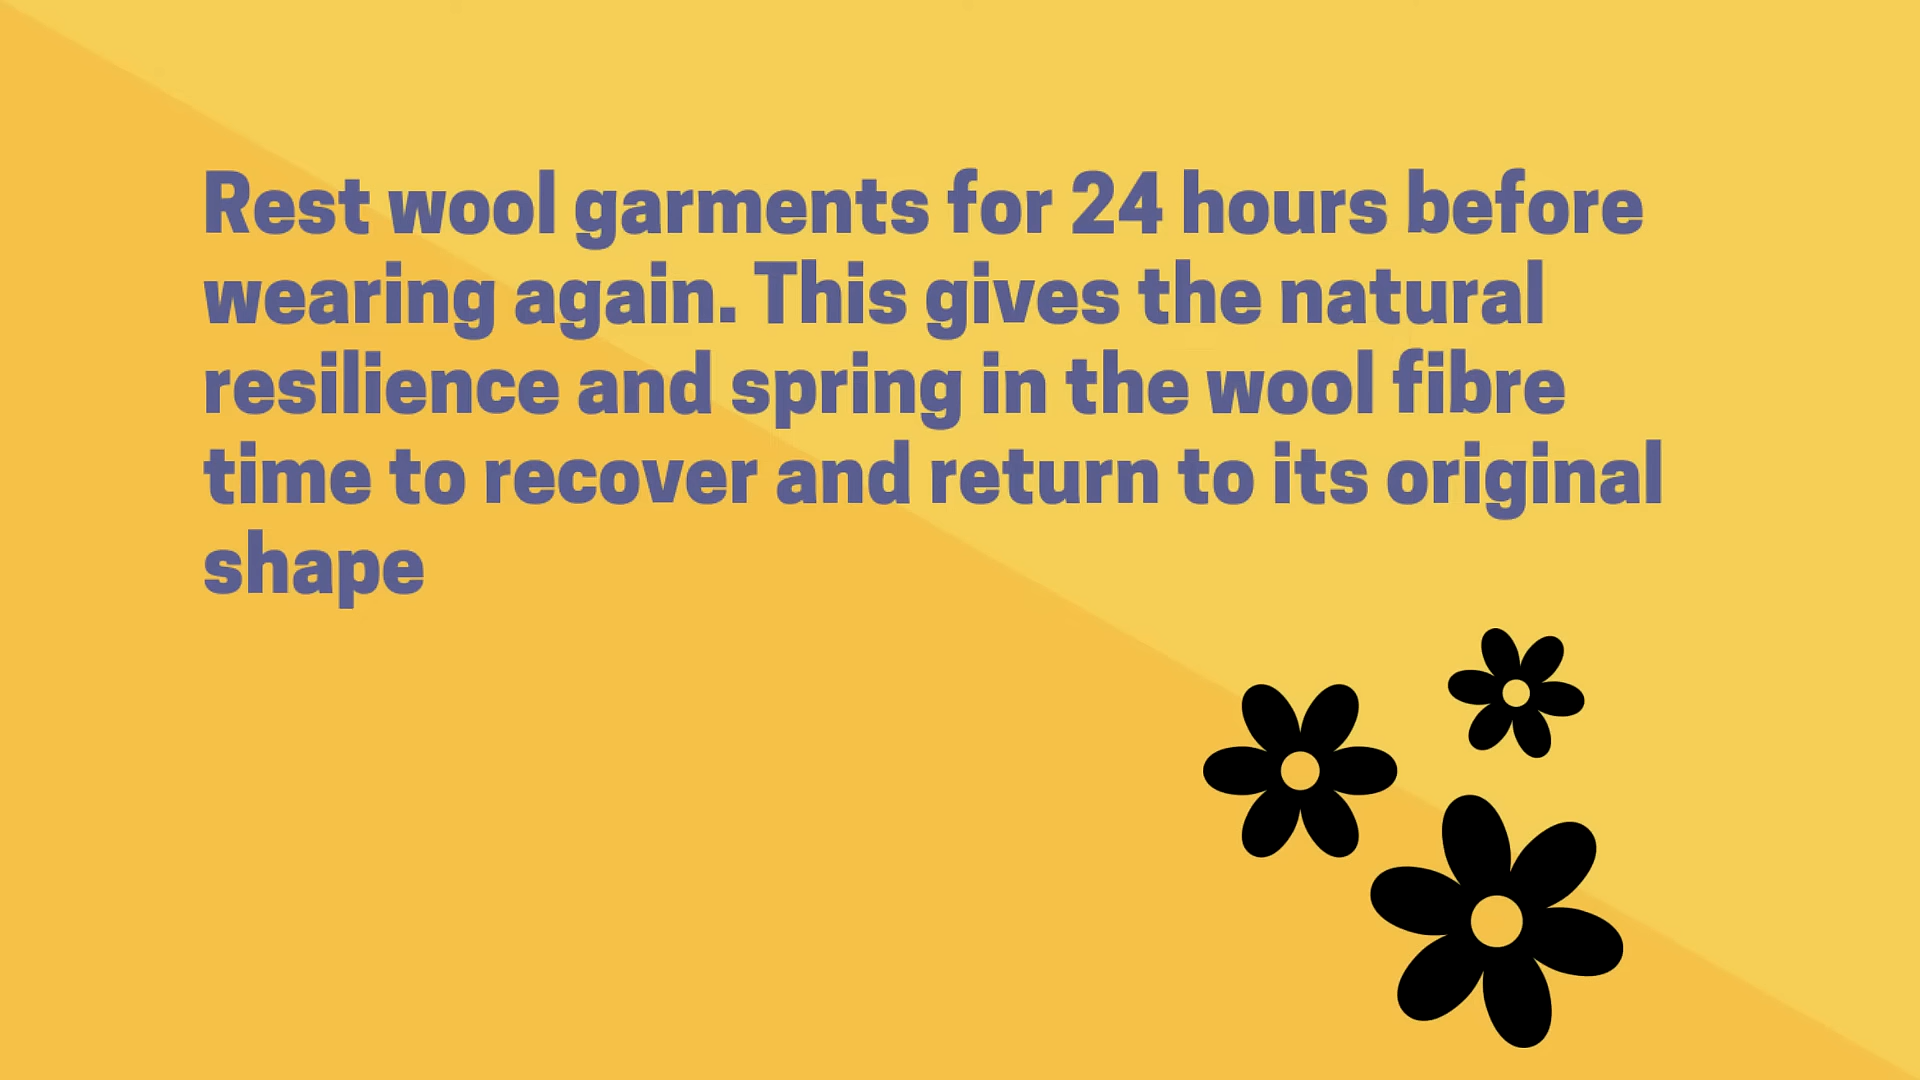 Rest wool garments for 24 hours before
wearing again. This gives the natural
resilience and spring in the wool fibre
time to recover and return to its original
shape